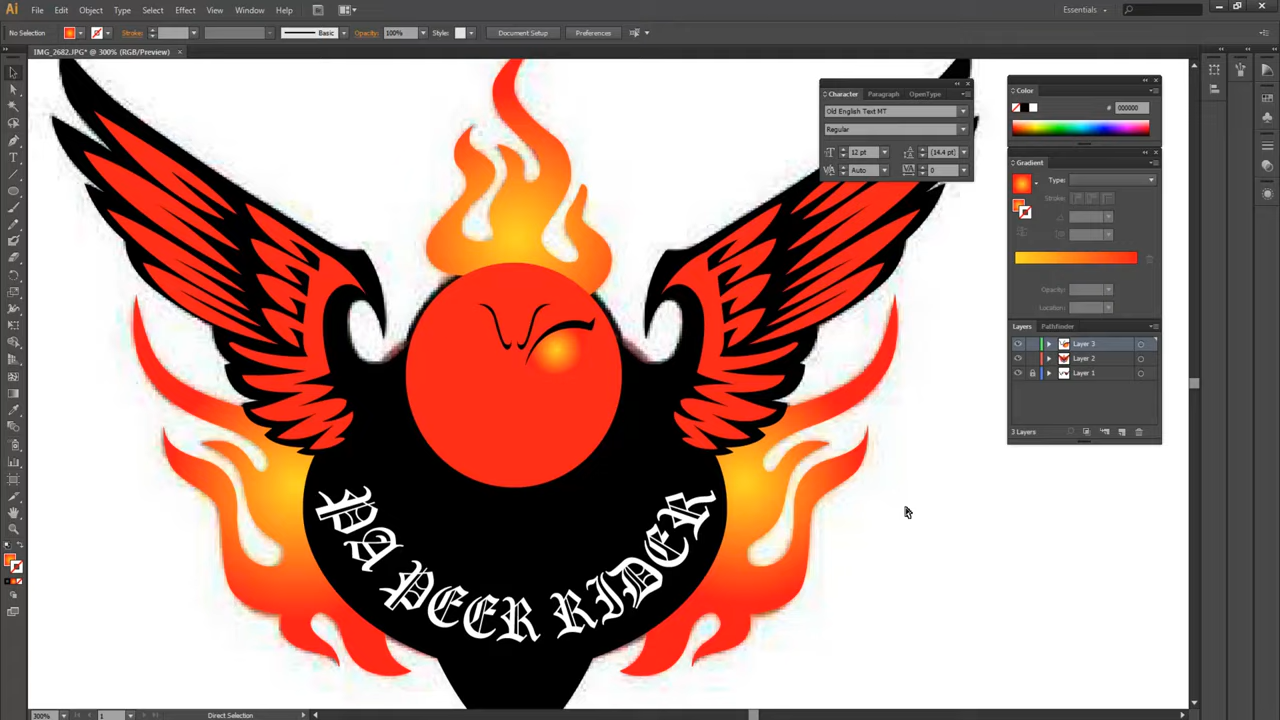 Ai File Edit Object Type Select Effect View Window Help Br Essentials
No Selection Stroke: Basic Opacity: 100% Style: Document Setup Preferences
IMG_2682.JPG* @ 300% (RGB/Preview) ×
Character Paragraph OpenType
Old English Text MT
Regular
12 pt (14.4 pt)
Auto 0
Color
# 000000
Gradient
Type:
Stroke:
Opacity:
Location:
Layers Pathfinder
Layer 3
Layer 2
Layer 1
3 Layers
PA PEER RIDER
300% 1 Direct Selection